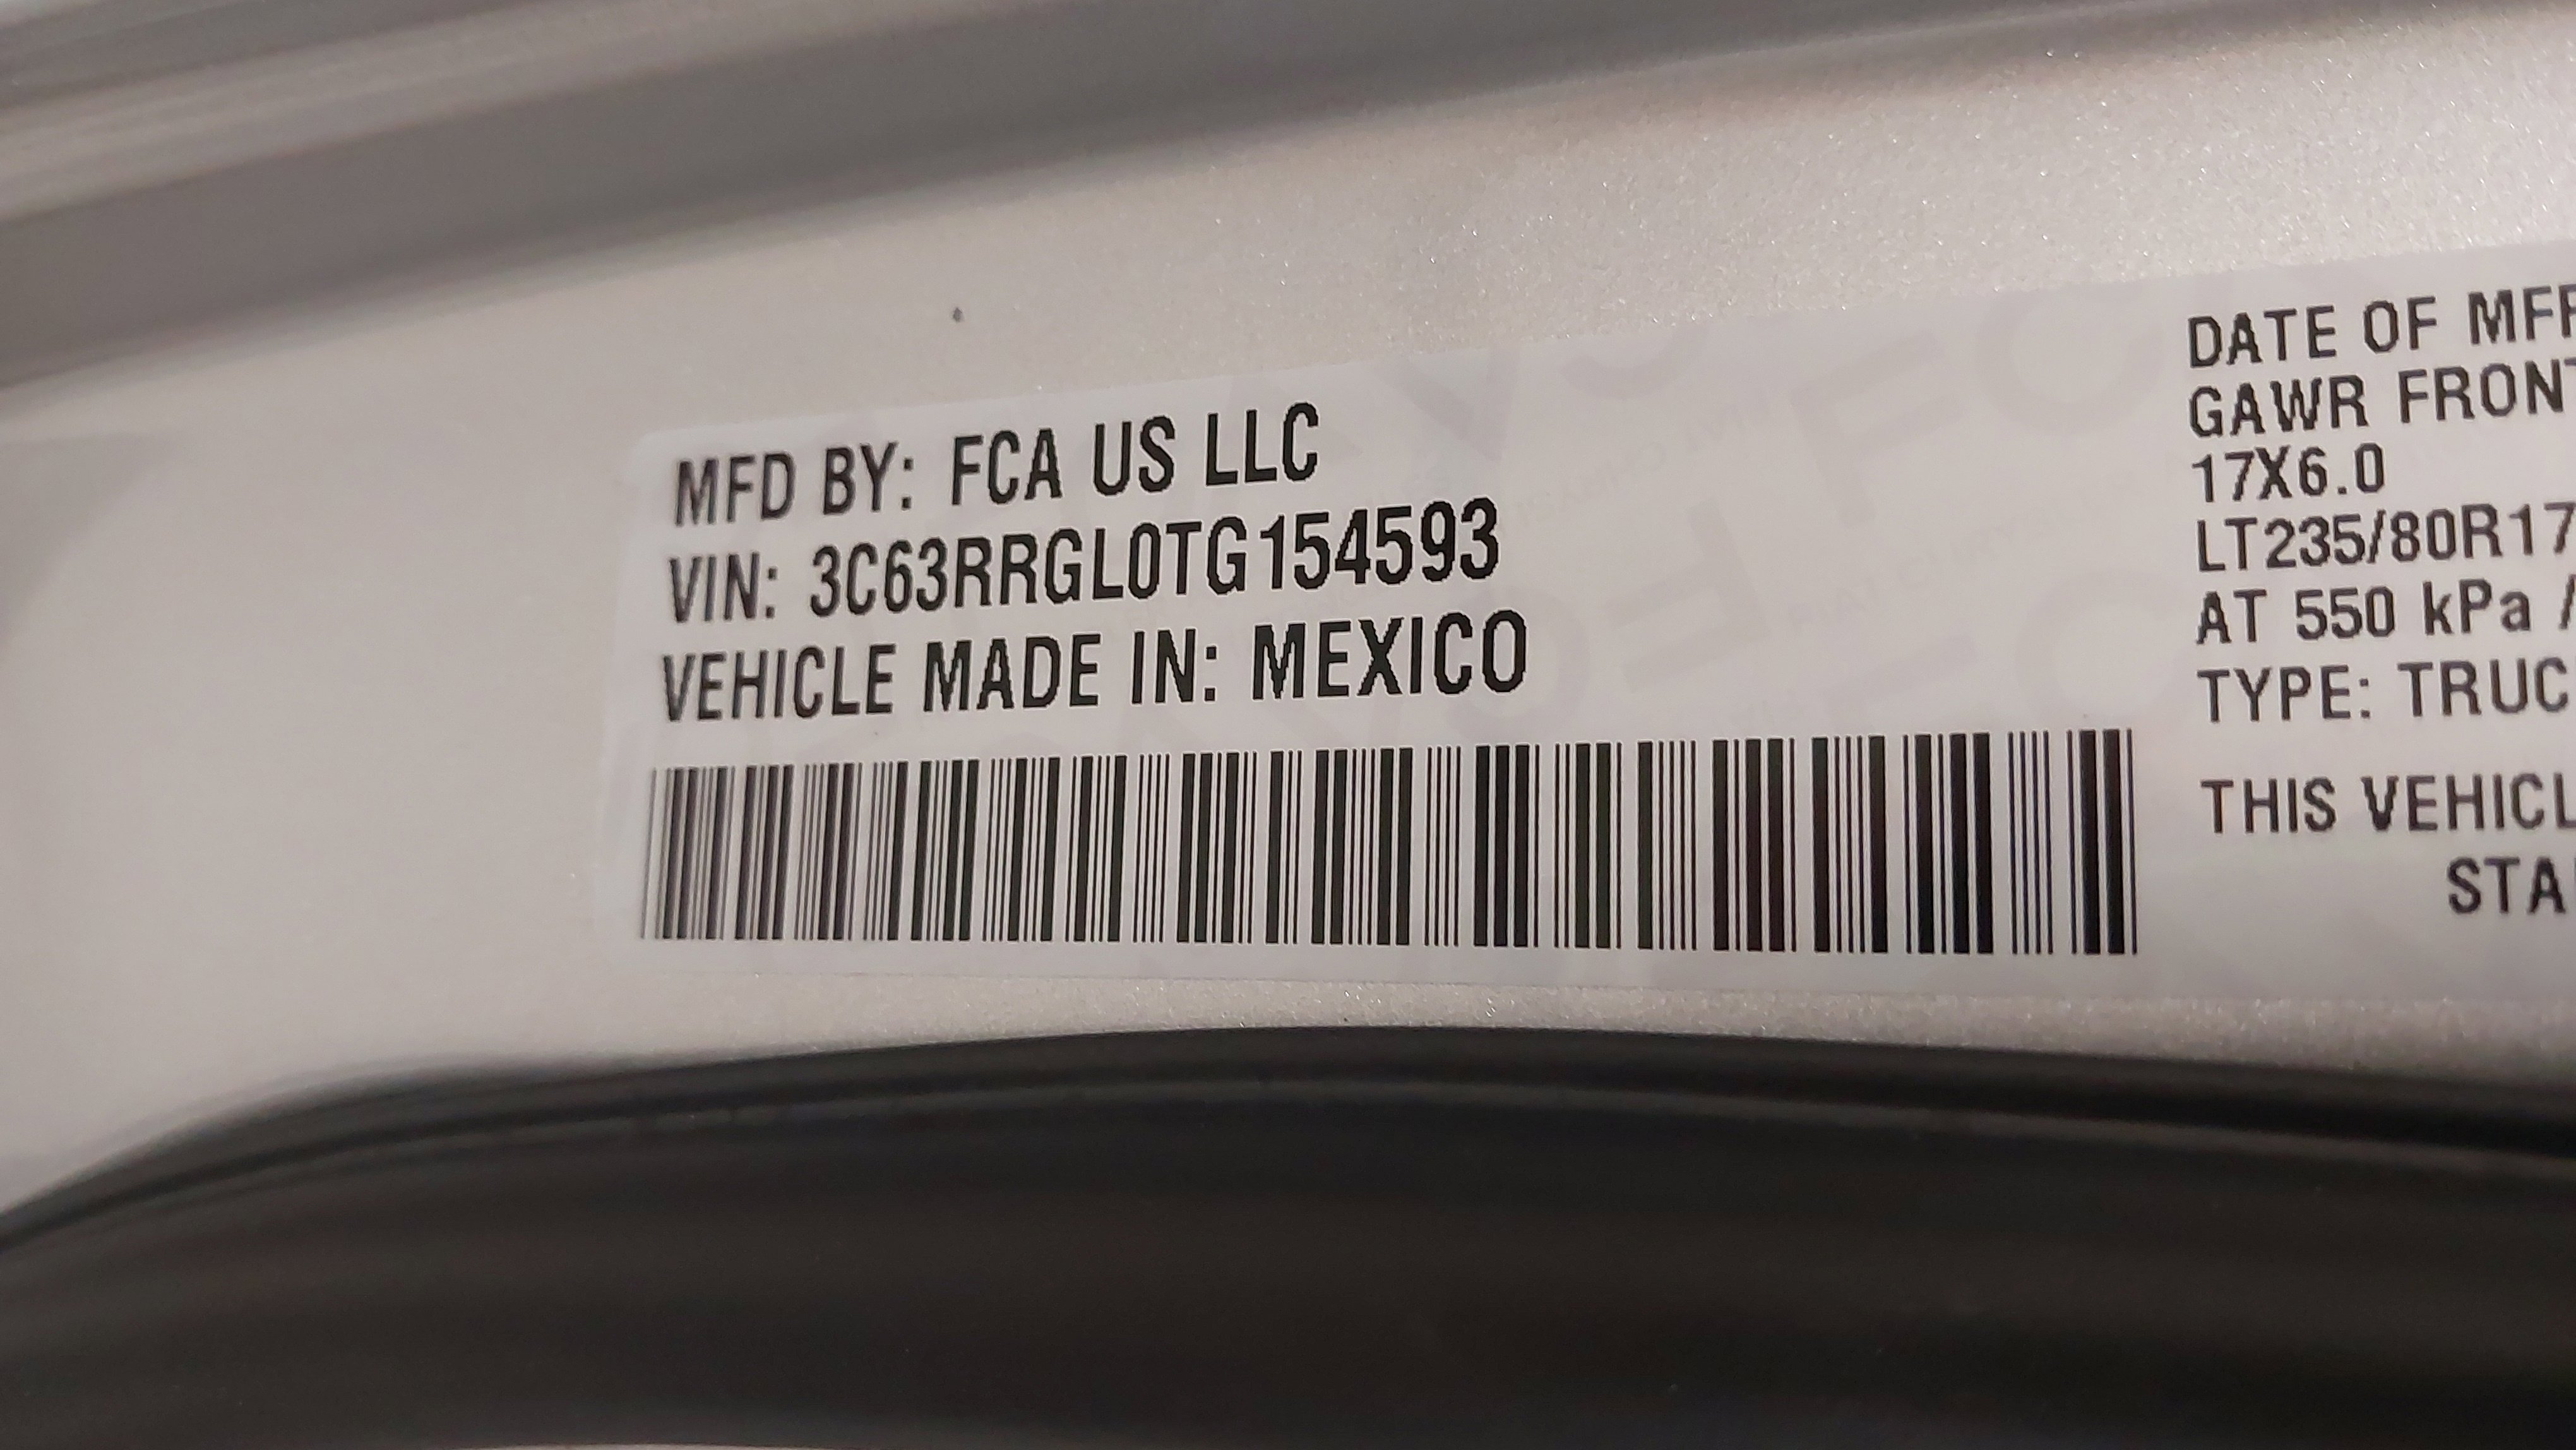 MFD BY: FCA US LLC
VIN: 3C63RRGL0TG154593
VEHICLE MADE IN: MEXICO
DATE OF MFR
GAWR FRONT
17X6.0
LT235/80R17
AT 550 kPa /
TYPE: TRUC
THIS VEHICL
STA